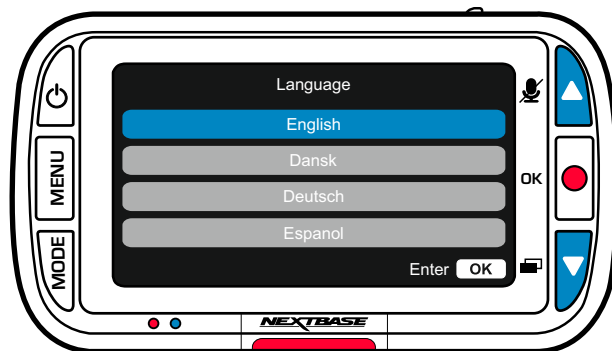 Language
English
Dansk
Deutsch
Espanol
Enter OK
MENU
MODE
OK
NEXTBASE